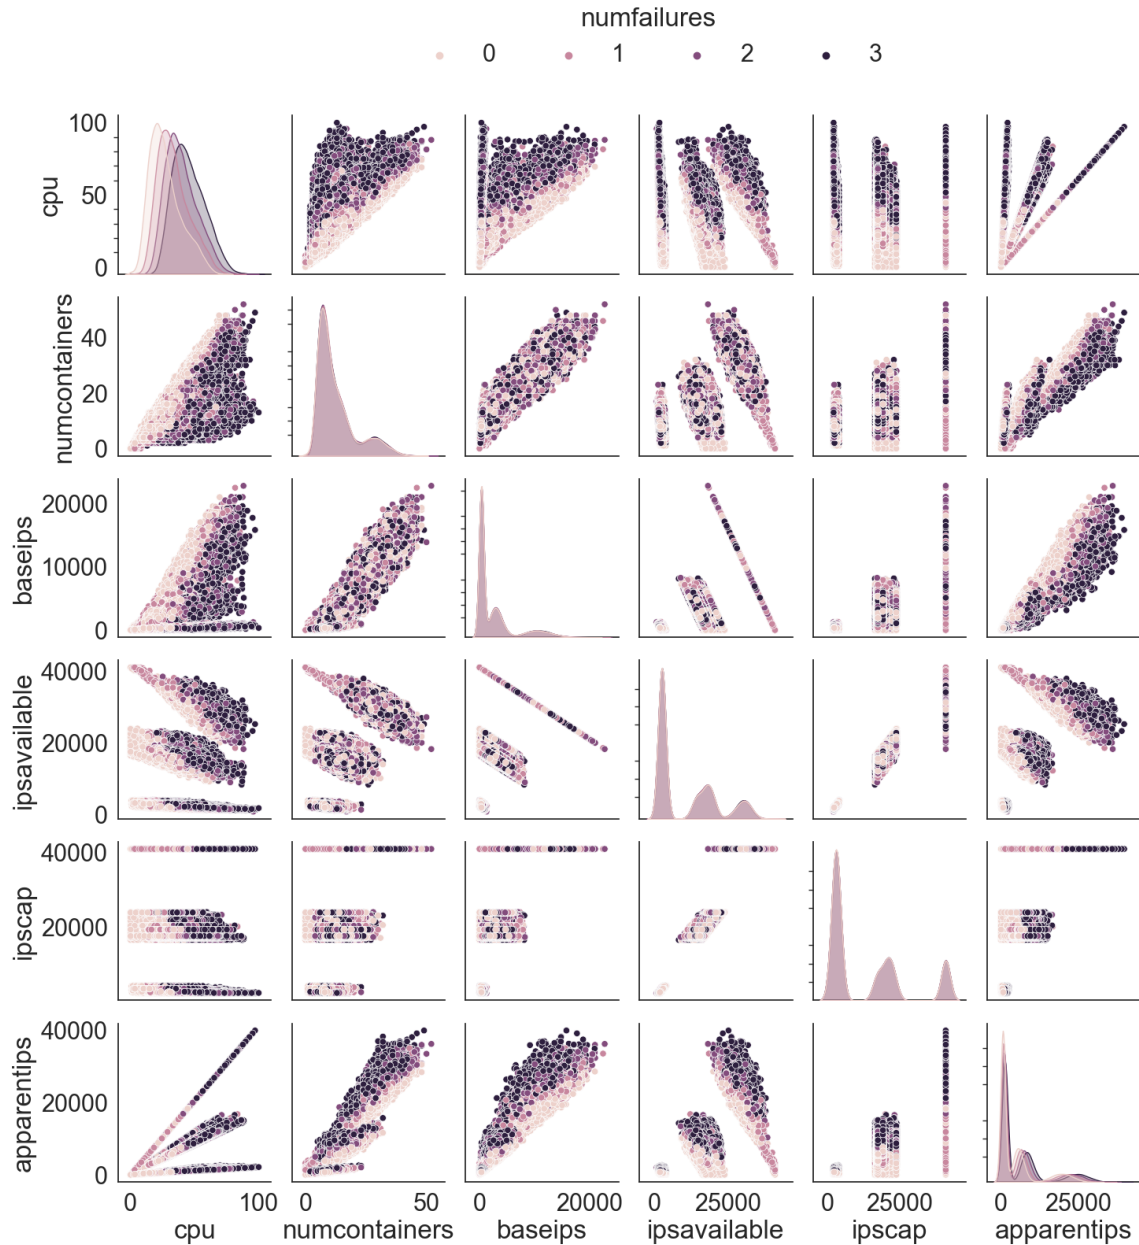 numfailures
0 1 2 3
100
50
0
cpu
40
20
0
numcontainers
20000
10000
0
baseips
40000
20000
0
ipsavailable
40000
20000
0
ipscap
40000
20000
0
apparentips
0 100 0 50 0 20000 0 25000 0 25000 0 25000
cpu numcontainers baseips ipsavailable ipscap apparentips